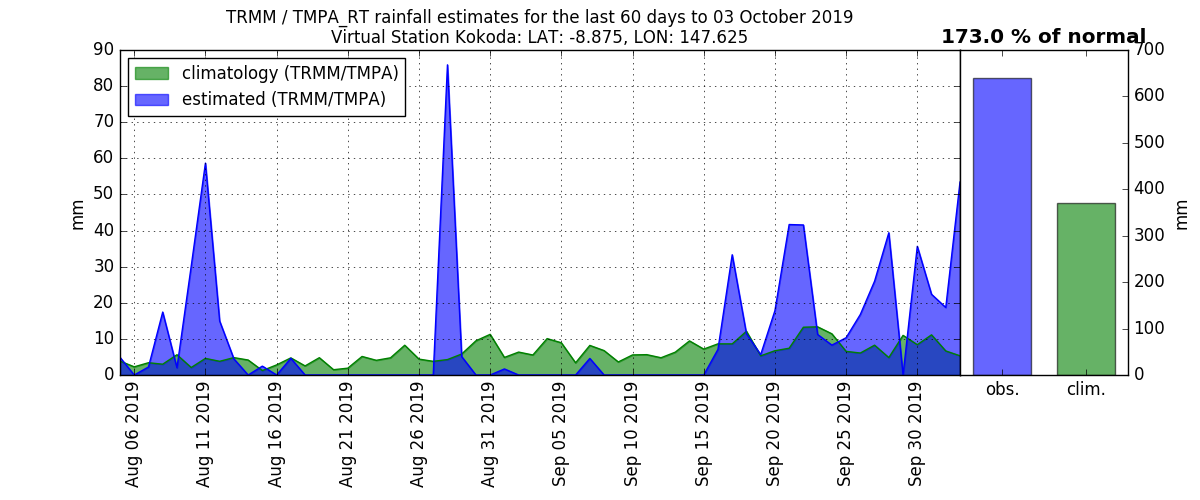 TRMM / TMPA_RT rainfall estimates for the last 60 days to 03 October 2019
Virtual Station Kokoda: LAT: -8.875, LON: 147.625
173.0 % of normal
climatology (TRMM/TMPA)
estimated (TRMM/TMPA)
mm
90
80
70
60
50
40
30
20
10
0
Aug 06 2019
Aug 11 2019
Aug 16 2019
Aug 21 2019
Aug 26 2019
Aug 31 2019
Sep 05 2019
Sep 10 2019
Sep 15 2019
Sep 20 2019
Sep 25 2019
Sep 30 2019
obs.
clim.
700
600
500
400
300
200
100
0
mm